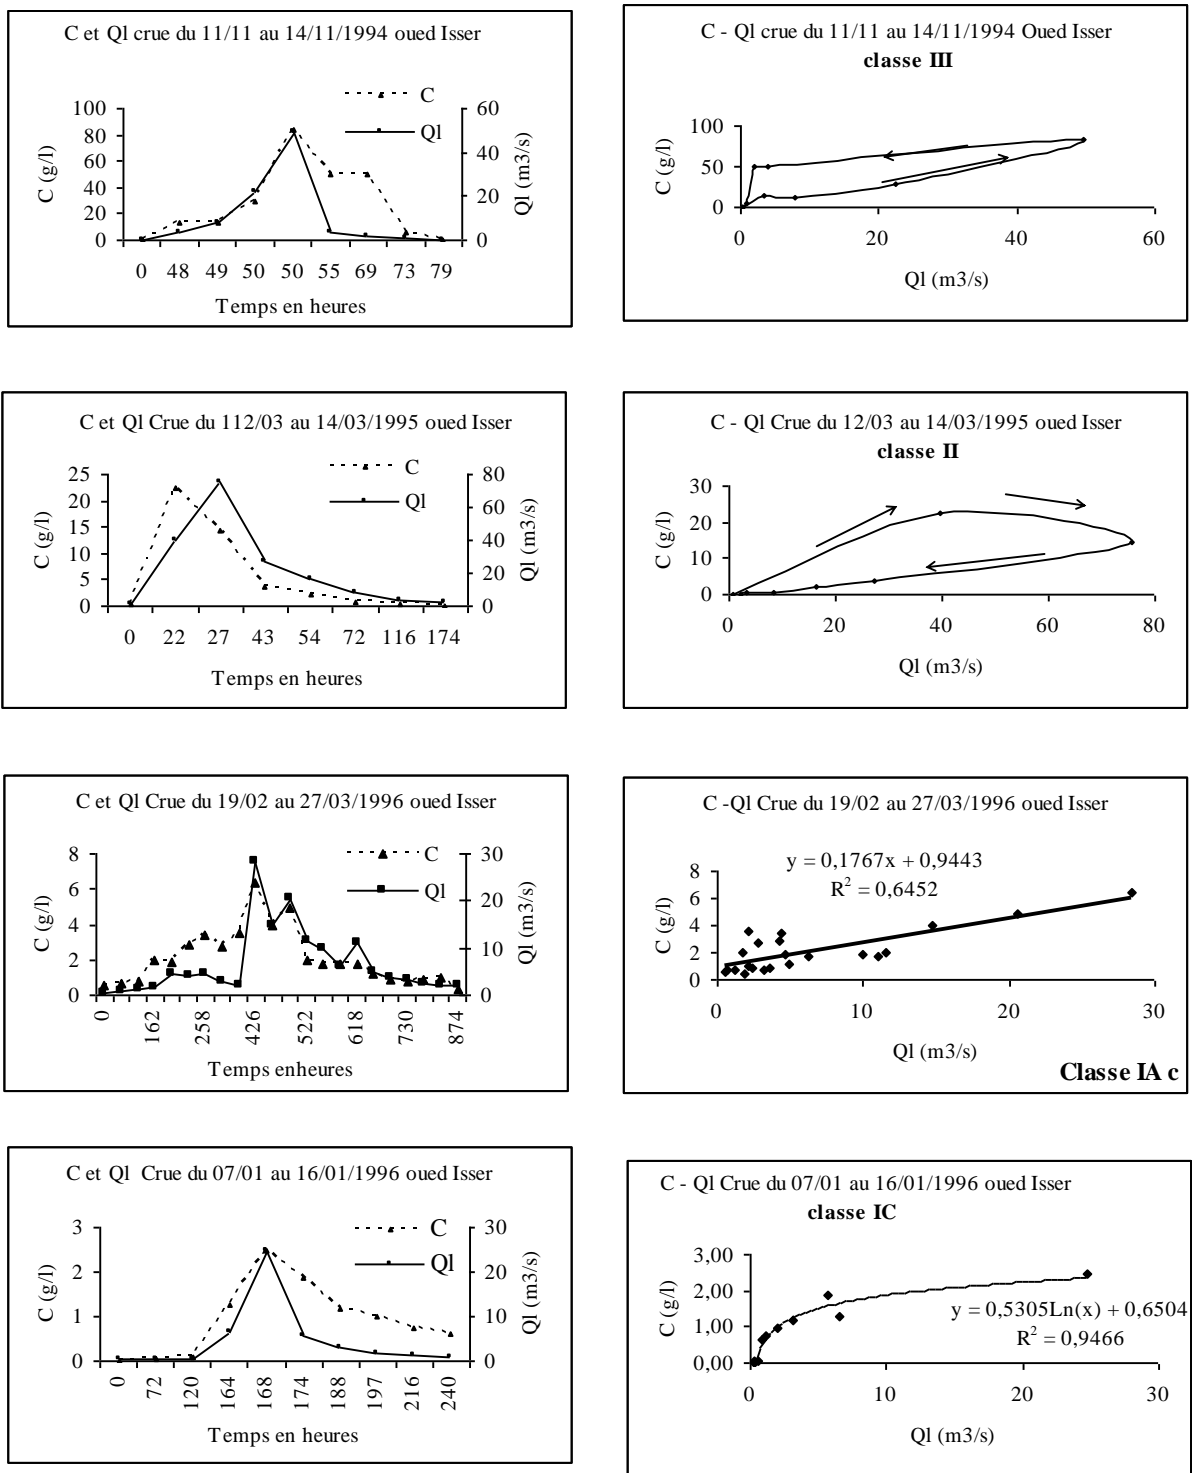 C et Ql crue du 11/11 au 14/11/1994 oued Isser
C
Ql
C (g/l)
100
80
60
40
20
0
Ql (m3/s)
60
40
20
0
0 48 49 50 50 55 69 73 79
Temps en heures
C - Ql crue du 11/11 au 14/11/1994 Oued Isser
classe III
C (g/l)
100
50
0
0 20 40 60
Ql (m3/s)
C et Ql Crue du 112/03 au 14/03/1995 oued Isser
C
Ql
C (g/l)
25
20
15
10
5
0
Ql (m3/s)
80
60
40
20
0
0 22 27 43 54 72 116 174
Temps en heures
C - Ql Crue du 12/03 au 14/03/1995 oued Isser
classe II
C (g/l)
30
20
10
0
0 20 40 60 80
Ql (m3/s)
C et Ql Crue du 19/02 au 27/03/1996 oued Isser
C
Ql
C (g/l)
8
6
4
2
0
Ql (m3/s)
30
20
10
0
0 162 258 426 522 618 730 874
Temps enheures
C -Ql Crue du 19/02 au 27/03/1996 oued Isser
y = 0,1767x + 0,9443
R² = 0,6452
C (g/l)
8
6
4
2
0
0 10 20 30
Ql (m3/s)
Classe IA c
C et Ql Crue du 07/01 au 16/01/1996 oued Isser
C
Ql
C (g/l)
3
2
1
0
Ql (m3/s)
30
20
10
0
0 72 120 164 168 174 188 197 216 240
Temps en heures
C - Ql Crue du 07/01 au 16/01/1996 oued Isser
classe IC
C (g/l)
3,00
2,00
1,00
0,00
y = 0,5305Ln(x) + 0,6504
R² = 0,9466
0 10 20 30
Ql (m3/s)